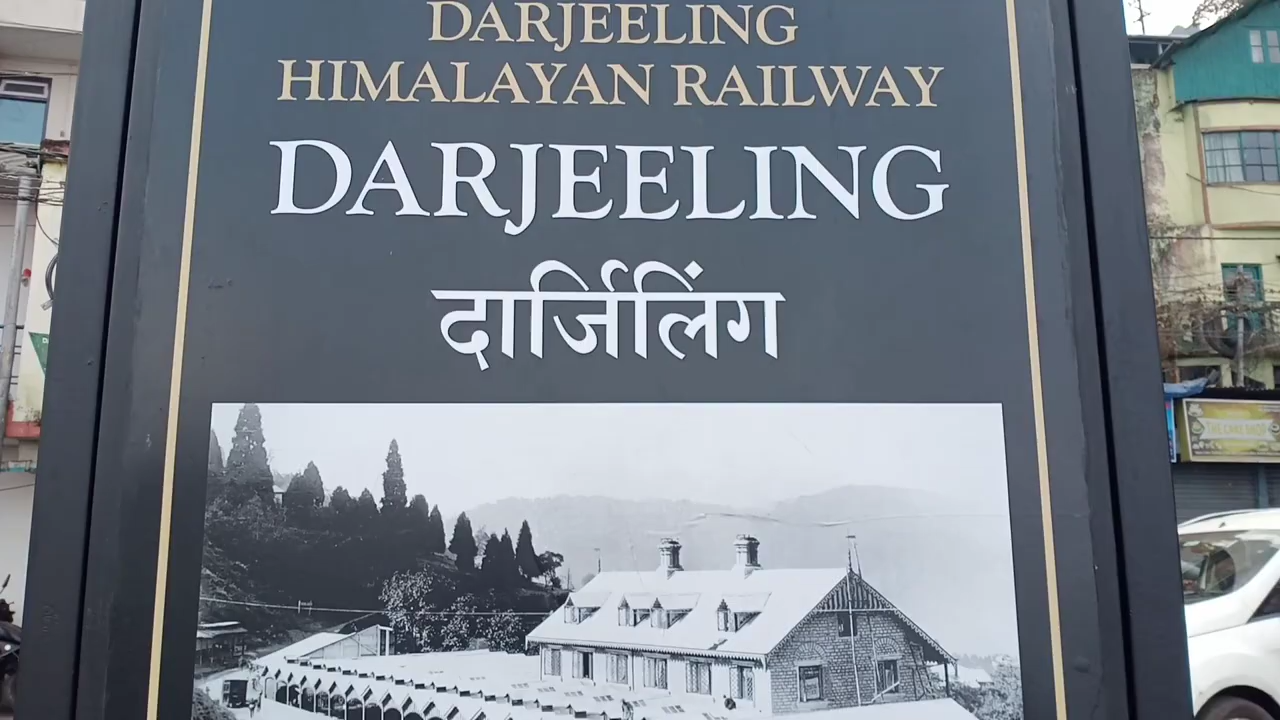 DARJEELING
HIMALAYAN RAILWAY
DARJEELING
दार्जिलिंग
THE CAKE SHOP